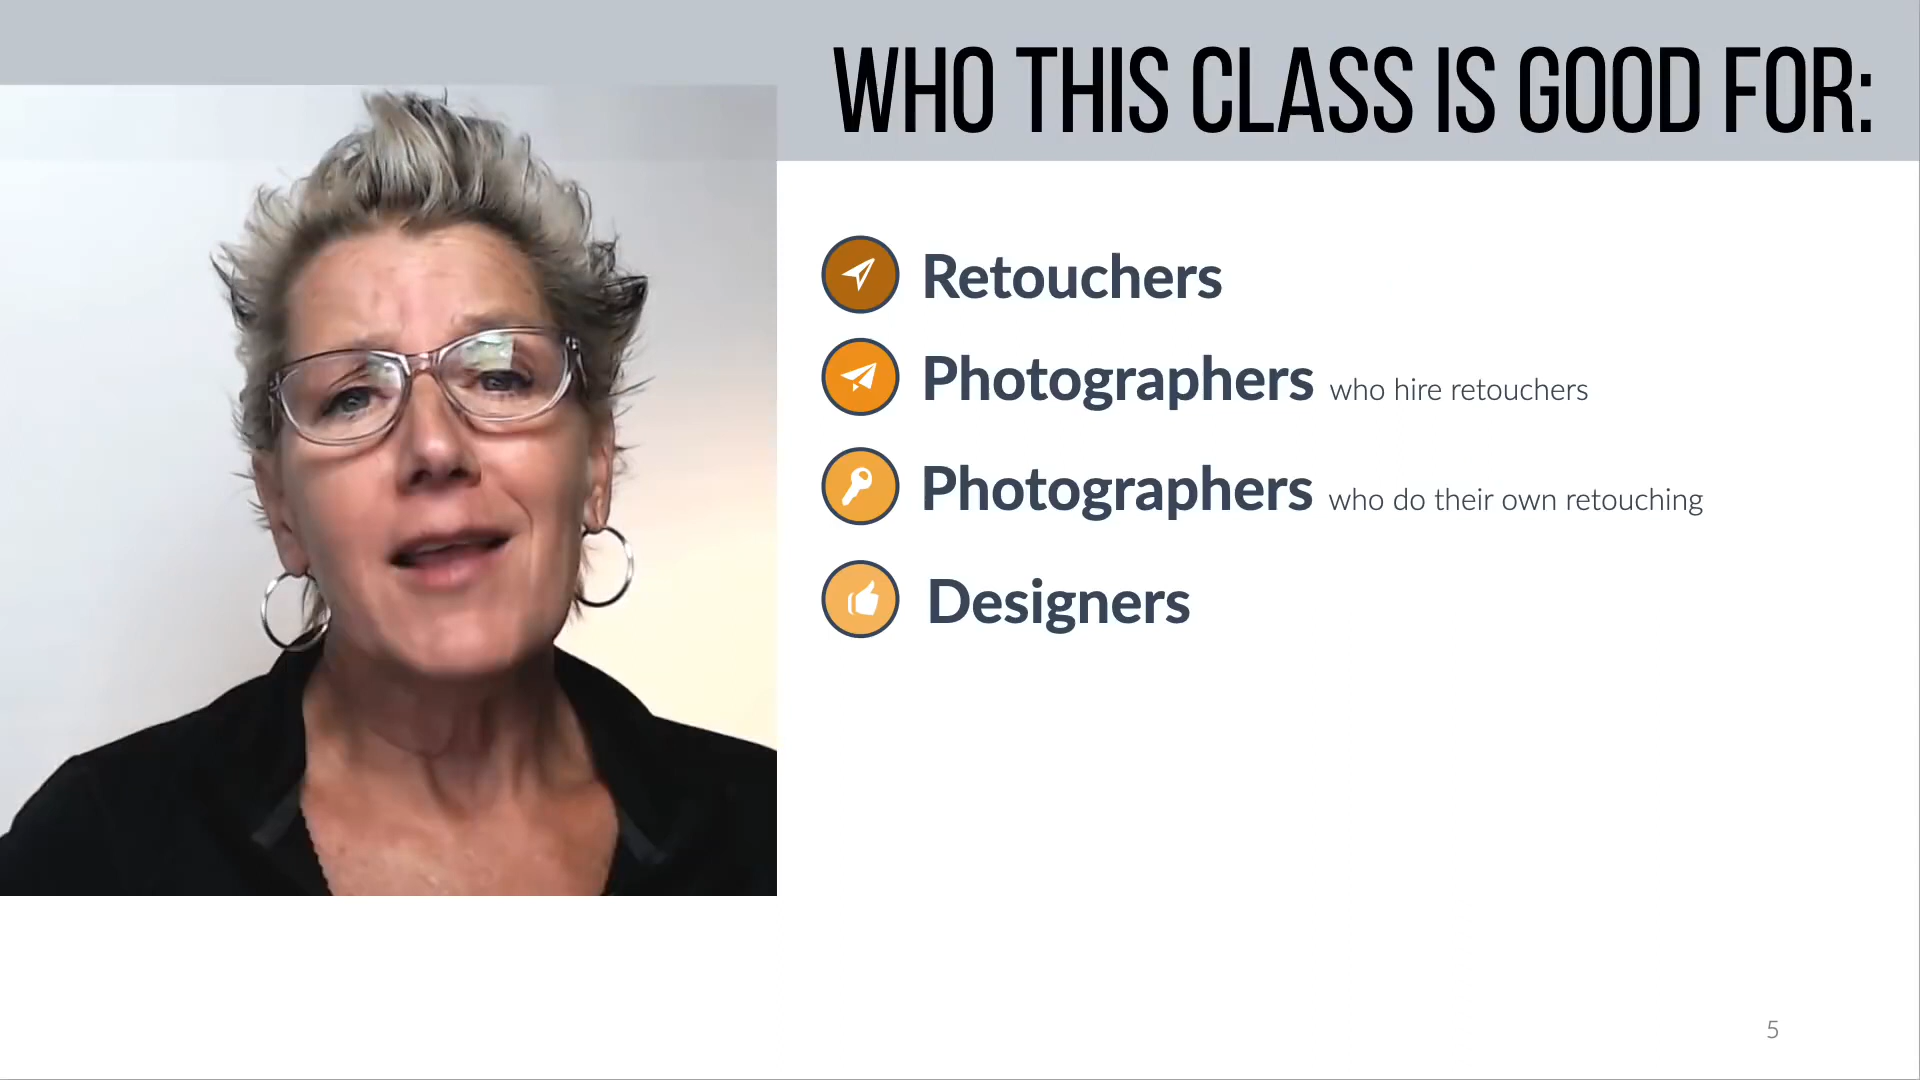 WHO THIS CLASS IS GOOD FOR:
Retouchers
Photographers who hire retouchers
Photographers who do their own retouching
Designers
5